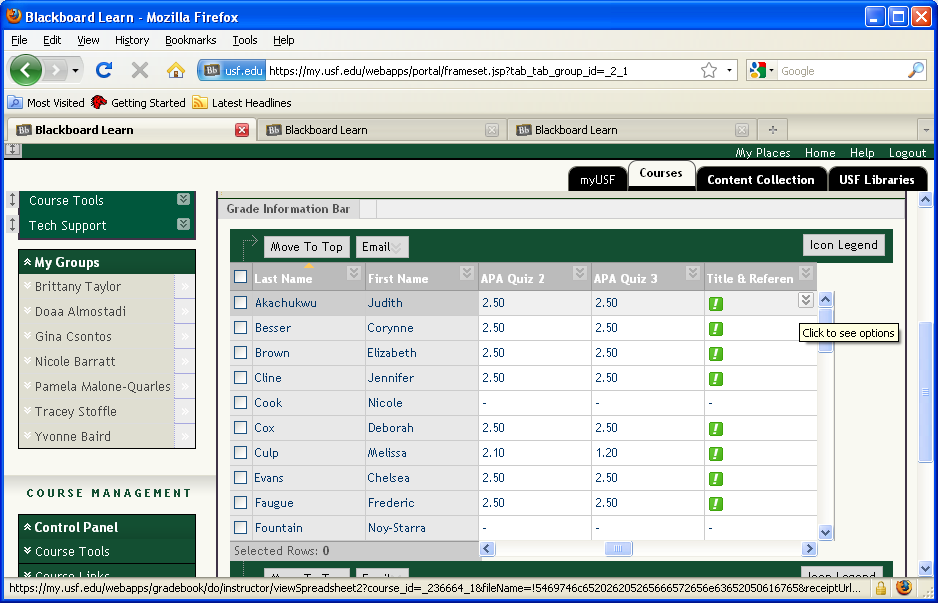 Blackboard Learn - Mozilla Firefox
File Edit View History Bookmarks Tools Help
Bb usf.edu https://my.usf.edu/webapps/portal/frameset.jsp?tab_tab_group_id=_2_1 Google
Most Visited Getting Started Latest Headlines
Bb Blackboard Learn Bb Blackboard Learn Bb Blackboard Learn
My Places Home Help Logout
myUSF Courses Content Collection USF Libraries
Course Tools
Tech Support
My Groups
Brittany Taylor
Doaa Almostadi
Gina Csontos
Nicole Barratt
Pamela Malone-Quarles
Tracey Stoffle
Yvonne Baird
COURSE MANAGEMENT
Control Panel
Course Tools
Course Links
Grade Information Bar
Move To Top Email Icon Legend
Last Name First Name APA Quiz 2 APA Quiz 3 Title & Referen
Akachukwu Judith 2.50 2.50 !
Click to see options
Besser Corynne 2.50 2.50 !
Brown Elizabeth 2.50 2.50 !
Cline Jennifer 2.50 2.50 !
Cook Nicole - - -
Cox Deborah 2.50 2.50 !
Culp Melissa 2.10 1.20 !
Evans Chelsea 2.50 2.50 !
Faugue Frederic 2.50 2.50 !
Fountain Noy-Starra - - -
Selected Rows: 0
Move To Top Email Icon Legend
https://my.usf.edu/webapps/gradebook/do/instructor/viewSpreadsheet2?course_id=_236664_1&fileName=!5469746c652026205265666572656e63652050616765&receiptUrl...